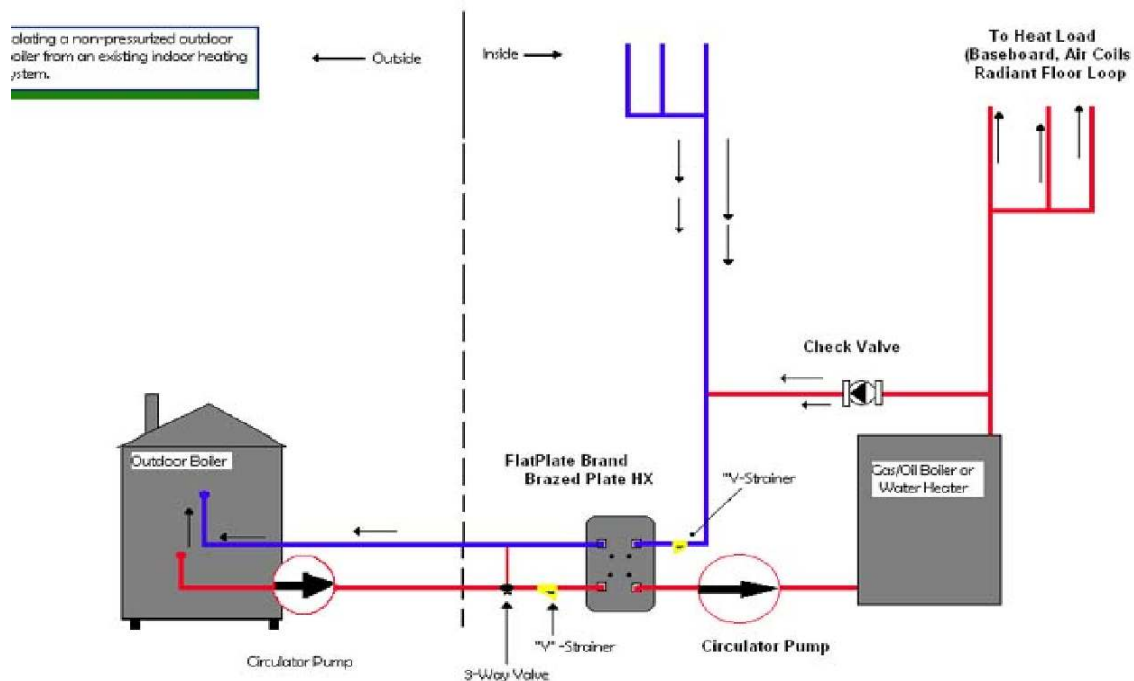 olating a non-pressurized outdoor
oiler from an existing indoor heating
ystem.
Outside
Inside
To Heat Load
(Baseboard, Air Coils
Radiant Floor Loop
Check Valve
Outdoor Boiler
FlatPlate Brand
Brazed Plate HX
"V-Strainer
Gas/Oil Boiler or
Water Heater
Circulator Pump
3-Way Valve
"V" -Strainer
Circulator Pump